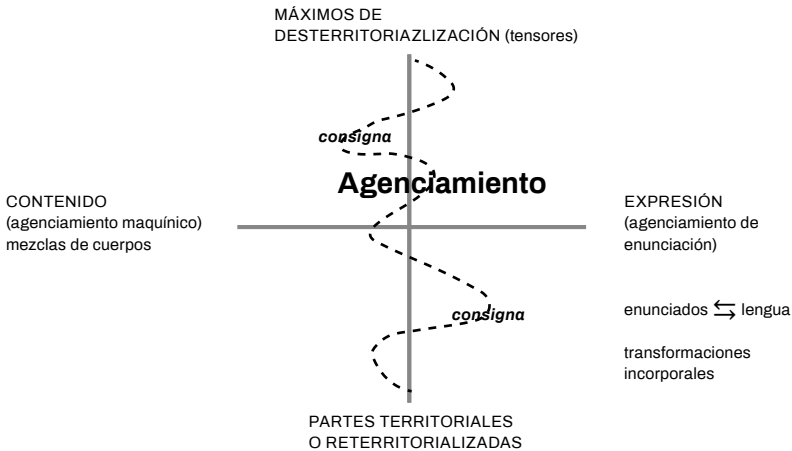 MÁXIMOS DE
DESTERRITORIAZLIZACIÓN (tensores)
consigna
Agenciamiento
CONTENIDO
(agenciamiento maquínico)
mezclas de cuerpos
EXPRESIÓN
(agenciamiento de
enunciación)
consigna
enunciados ⇆ lengua
transformaciones
incorporales
PARTES TERRITORIALES
O RETERRITORIALIZADAS